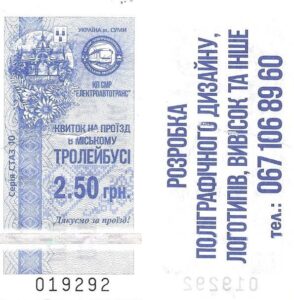 УКРАЇНА м. СУМИ
КП СМР
"ЕЛЕКТРОАВТОТРАНС"
КВИТОК НА ПРОЇЗД
В МІСЬКОМУ
ТРОЛЕЙБУСІ
2.50 грн.
Дякуємо за проїзд!
Серія СТАЗ 10
019292
РОЗРОБКА
ПОЛІГРАФІЧНОГО ДИЗАЙНУ,
ЛОГОТИПІВ, ВИВІСОК ТА ІНШЕ
тел.: 067 106 89 60
019292